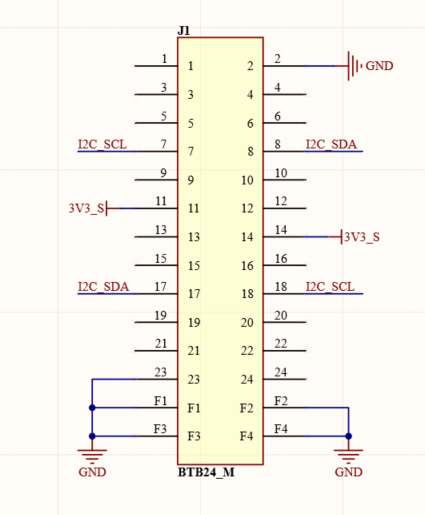 J1
1 1 2 2 GND
3 3 4 4
5 5 6 6
I2C_SCL 7 7 8 8 I2C_SDA
9 9 10 10
3V3_S 11 11 12 12
13 13 14 14 3V3_S
15 15 16 16
I2C_SDA 17 17 18 18 I2C_SCL
19 19 20 20
21 21 22 22
23 23 24 24
F1 F1 F2 F2
F3 F3 F4 F4
GND BTB24_M GND